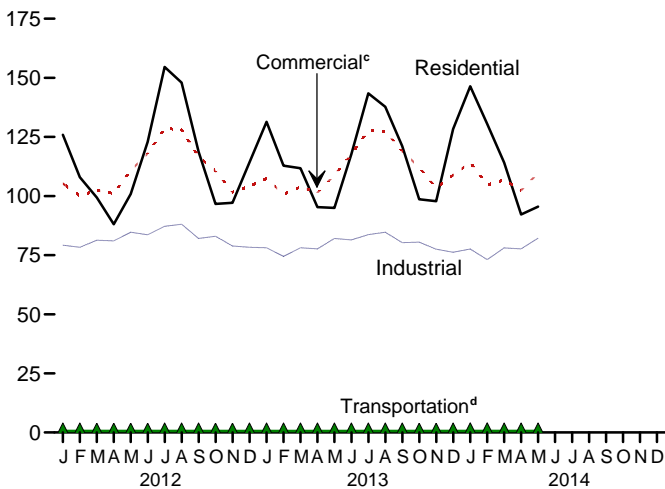 175
150
125
100
75
50
25
0
Commercialᶜ
Residential
Industrial
Transportationᵈ
J F M A M J J A S O N D J F M A M J J A S O N D J F M A M J J A S O N D
2012 2013 2014